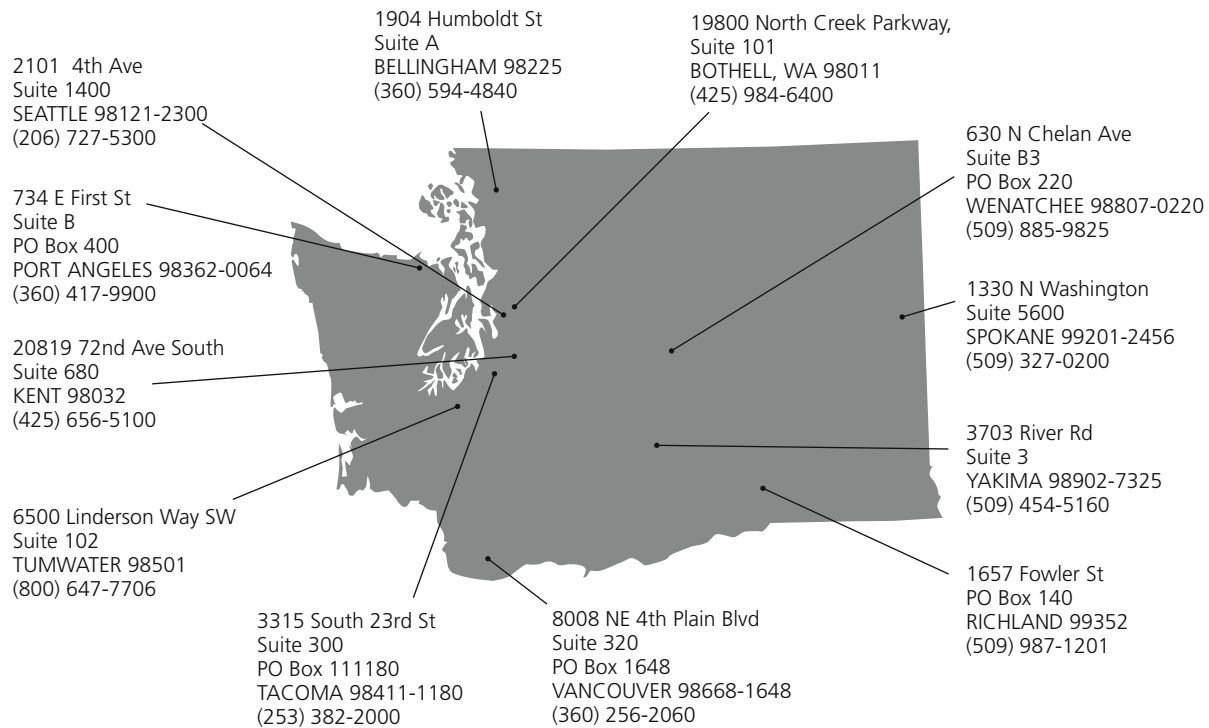 1904 Humboldt St
Suite A
BELLINGHAM 98225
(360) 594-4840
19800 North Creek Parkway,
Suite 101
BOTHELL, WA 98011
(425) 984-6400
2101 4th Ave
Suite 1400
SEATTLE 98121-2300
(206) 727-5300
630 N Chelan Ave
Suite B3
PO Box 220
WENATCHEE 98807-0220
(509) 885-9825
734 E First St
Suite B
PO Box 400
PORT ANGELES 98362-0064
(360) 417-9900
1330 N Washington
Suite 5600
SPOKANE 99201-2456
(509) 327-0200
20819 72nd Ave South
Suite 680
KENT 98032
(425) 656-5100
3703 River Rd
Suite 3
YAKIMA 98902-7325
(509) 454-5160
6500 Linderson Way SW
Suite 102
TUMWATER 98501
(800) 647-7706
1657 Fowler St
PO Box 140
RICHLAND 99352
(509) 987-1201
3315 South 23rd St
Suite 300
PO Box 111180
TACOMA 98411-1180
(253) 382-2000
8008 NE 4th Plain Blvd
Suite 320
PO Box 1648
VANCOUVER 98668-1648
(360) 256-2060